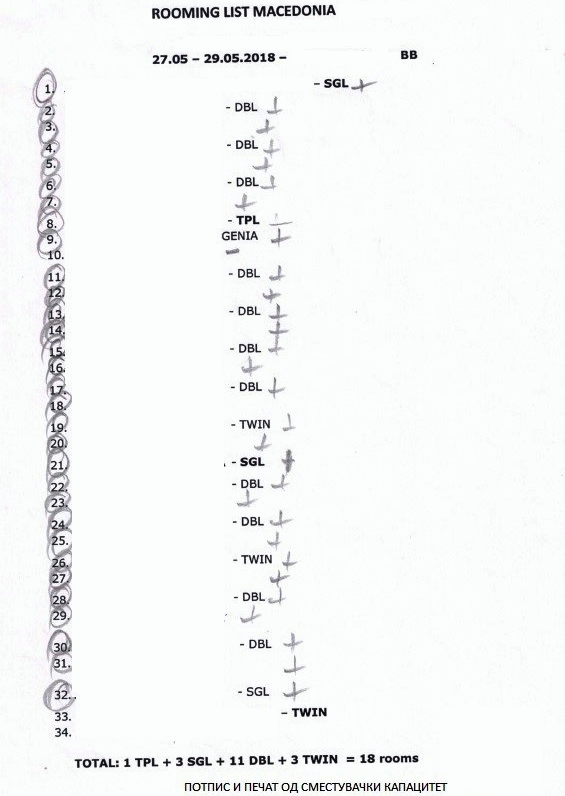 ROOMING LIST MACEDONIA
27.05 – 29.05.2018 – BB
1. - SGL +
2. - DBL +
3. +
4. - DBL +
5. +
6. - DBL +
7. +
8. - TPL
9. GENIA +
10. -
11. - DBL +
12. +
13. - DBL +
14. +
15. - DBL +
16. +
17. - DBL +
18.
19. - TWIN +
20. +
21. - SGL +
22. - DBL +
23. +
24. - DBL +
25. +
26. - TWIN +
27. +
28. - DBL +
29. +
30. - DBL +
31. +
32. - SGL +
33. – TWIN
34.
TOTAL: 1 TPL + 3 SGL + 11 DBL + 3 TWIN = 18 rooms
ПОТПИС И ПЕЧАТ ОД СМЕСТУВАЧКИ КАПАЦИТЕТ